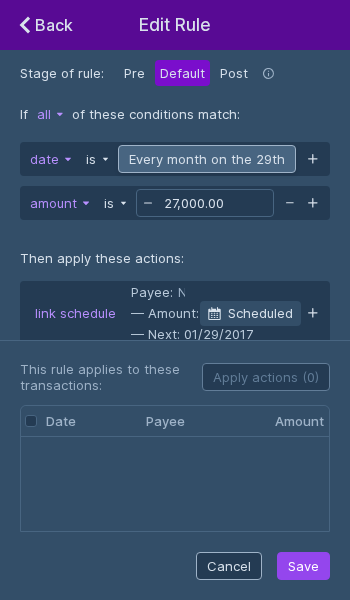 Back
Edit Rule
Stage of rule: Pre Default Post
If all of these conditions match:
date is Every month on the 29th +
amount is − 27,000.00 − +
Then apply these actions:
Payee: N
link schedule — Amount: Scheduled +
— Next: 01/29/2017
This rule applies to these
transactions:
Apply actions (0)
Date Payee Amount
Cancel Save